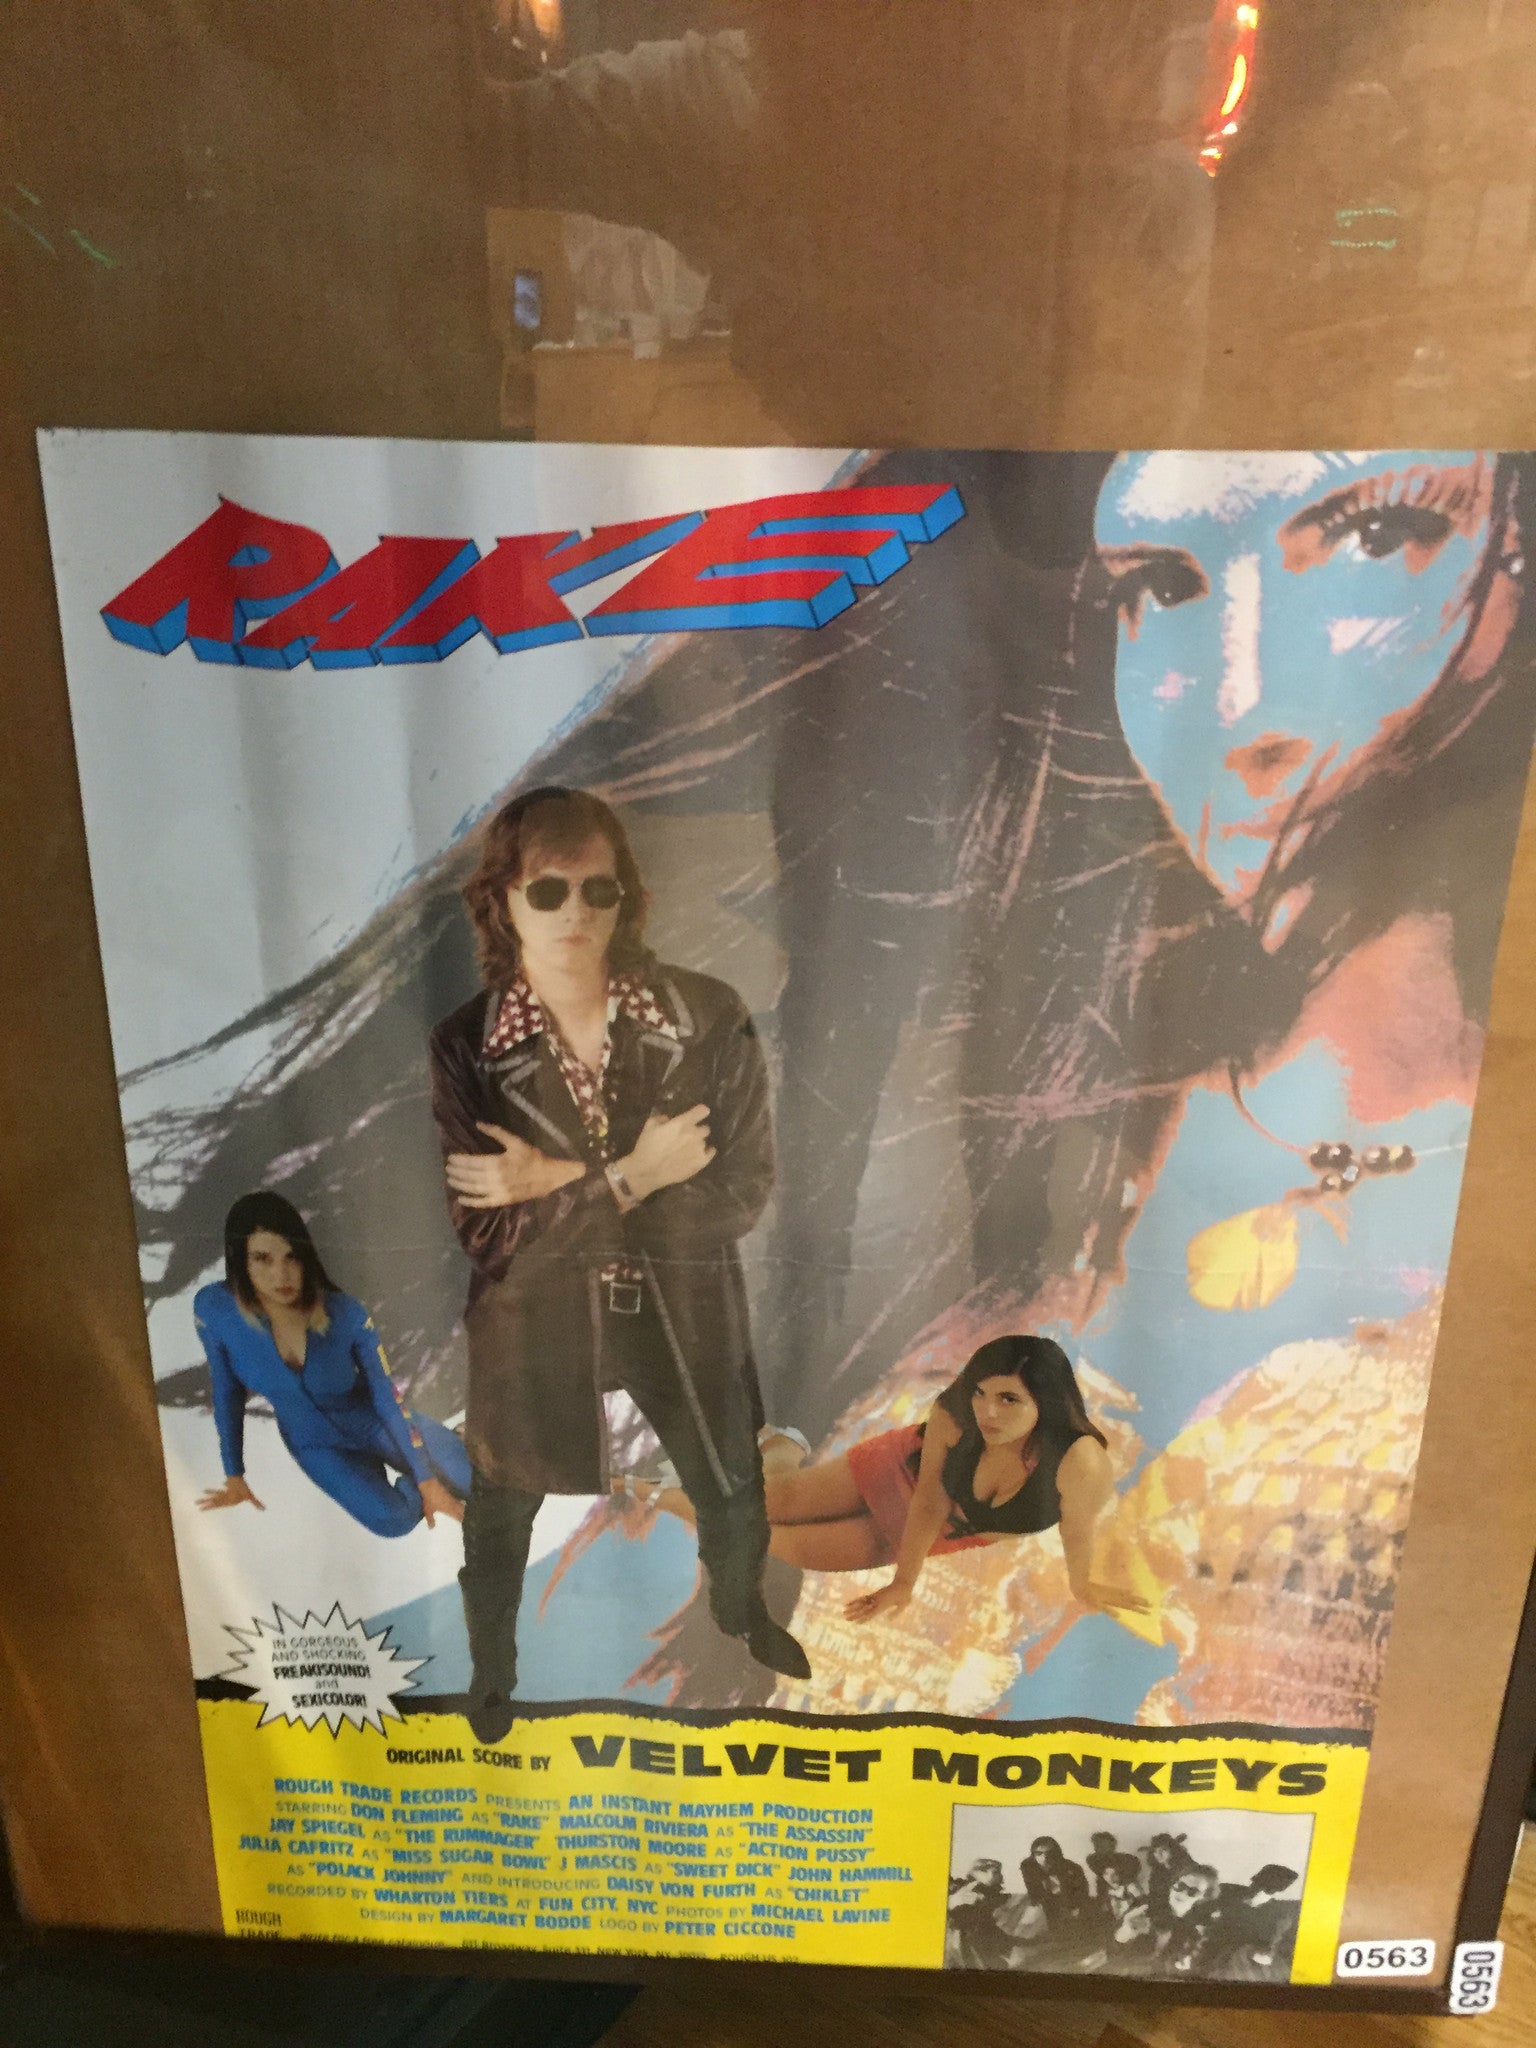 RAKE
IN GORGEOUS
AND SHOCKING
FREAKISOUND!
and
SEXICOLOR!
ORIGINAL SCORE BY VELVET MONKEYS
ROUGH TRADE RECORDS PRESENTS AN INSTANT MAYHEM PRODUCTION
STARRING DON FLEMING AS "RAKE" MALCOLM RIVIERA AS "THE ASSASSIN"
JAY SPIEGEL AS "THE RUMMAGER" THURSTON MOORE AS "ACTION PUSSY"
JULIA CAFRITZ AS "MISS SUGAR BOWL" J MASCIS AS "SWEET DICK" JOHN HAMMILL
AS "POLACK JOHNNY" AND INTRODUCING DAISY VON FURTH AS "CHIKLET"
RECORDED BY WHARTON TIERS AT FUN CITY, NYC PHOTOS BY MICHAEL LAVINE
DESIGN BY MARGARET BODDE LOGO BY PETER CICCONE
ROUGH
TRADE
0563
0563